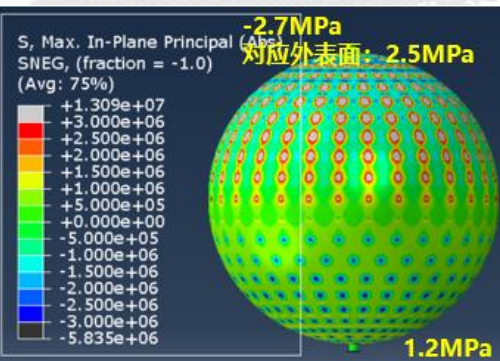 -2.7MPa
S, Max. In-Plane Principal (Abs)
对应外表面：2.5MPa
SNEG, (fraction = -1.0)
(Avg: 75%)
+1.309e+07
+3.000e+06
+2.500e+06
+2.000e+06
+1.500e+06
+1.000e+06
+5.000e+05
+0.000e+00
-5.000e+05
-1.000e+06
-1.500e+06
-2.000e+06
-2.500e+06
-3.000e+06
-5.835e+06
1.2MPa